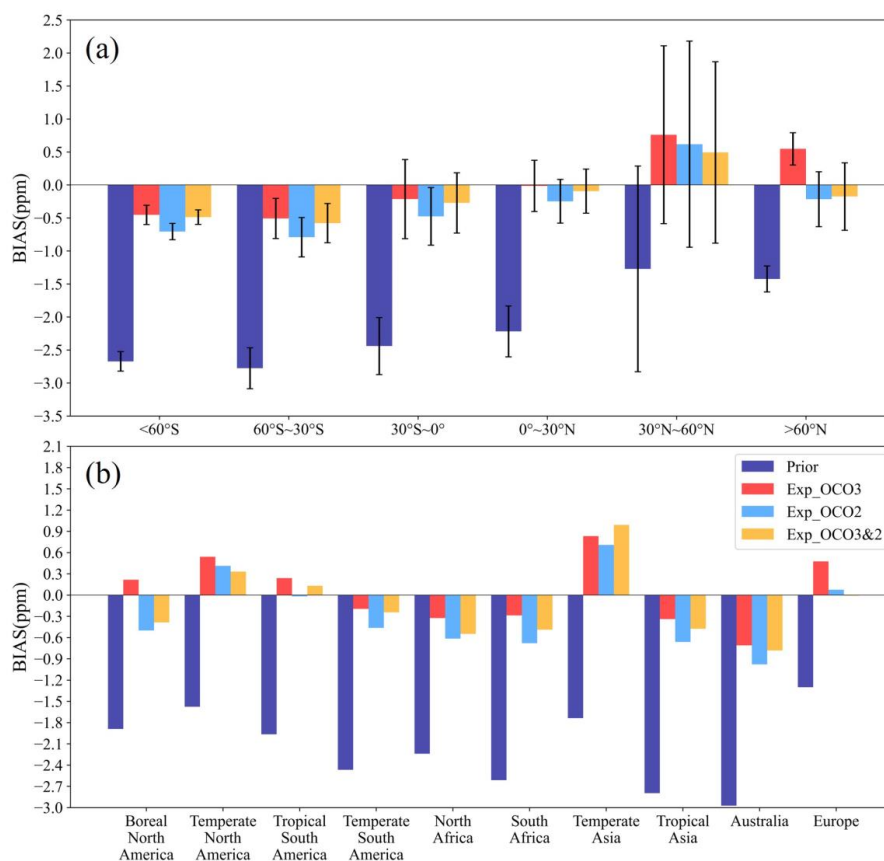 (a)
BIAS(ppm)
2.5
2.0
1.5
1.0
0.5
0.0
−0.5
−1.0
−1.5
−2.0
−2.5
−3.0
−3.5
<60°S
60°S~30°S
30°S~0°
0°~30°N
30°N~60°N
>60°N
(b)
BIAS(ppm)
2.1
1.8
1.5
1.2
0.9
0.6
0.3
0.0
−0.3
−0.6
−0.9
−1.2
−1.5
−1.8
−2.1
−2.4
−2.7
−3.0
Prior
Exp_OCO3
Exp_OCO2
Exp_OCO3&2
Boreal
North
America
Temperate
North
America
Tropical
South
America
Temperate
South
America
North
Africa
South
Africa
Temperate
Asia
Tropical
Asia
Australia
Europe